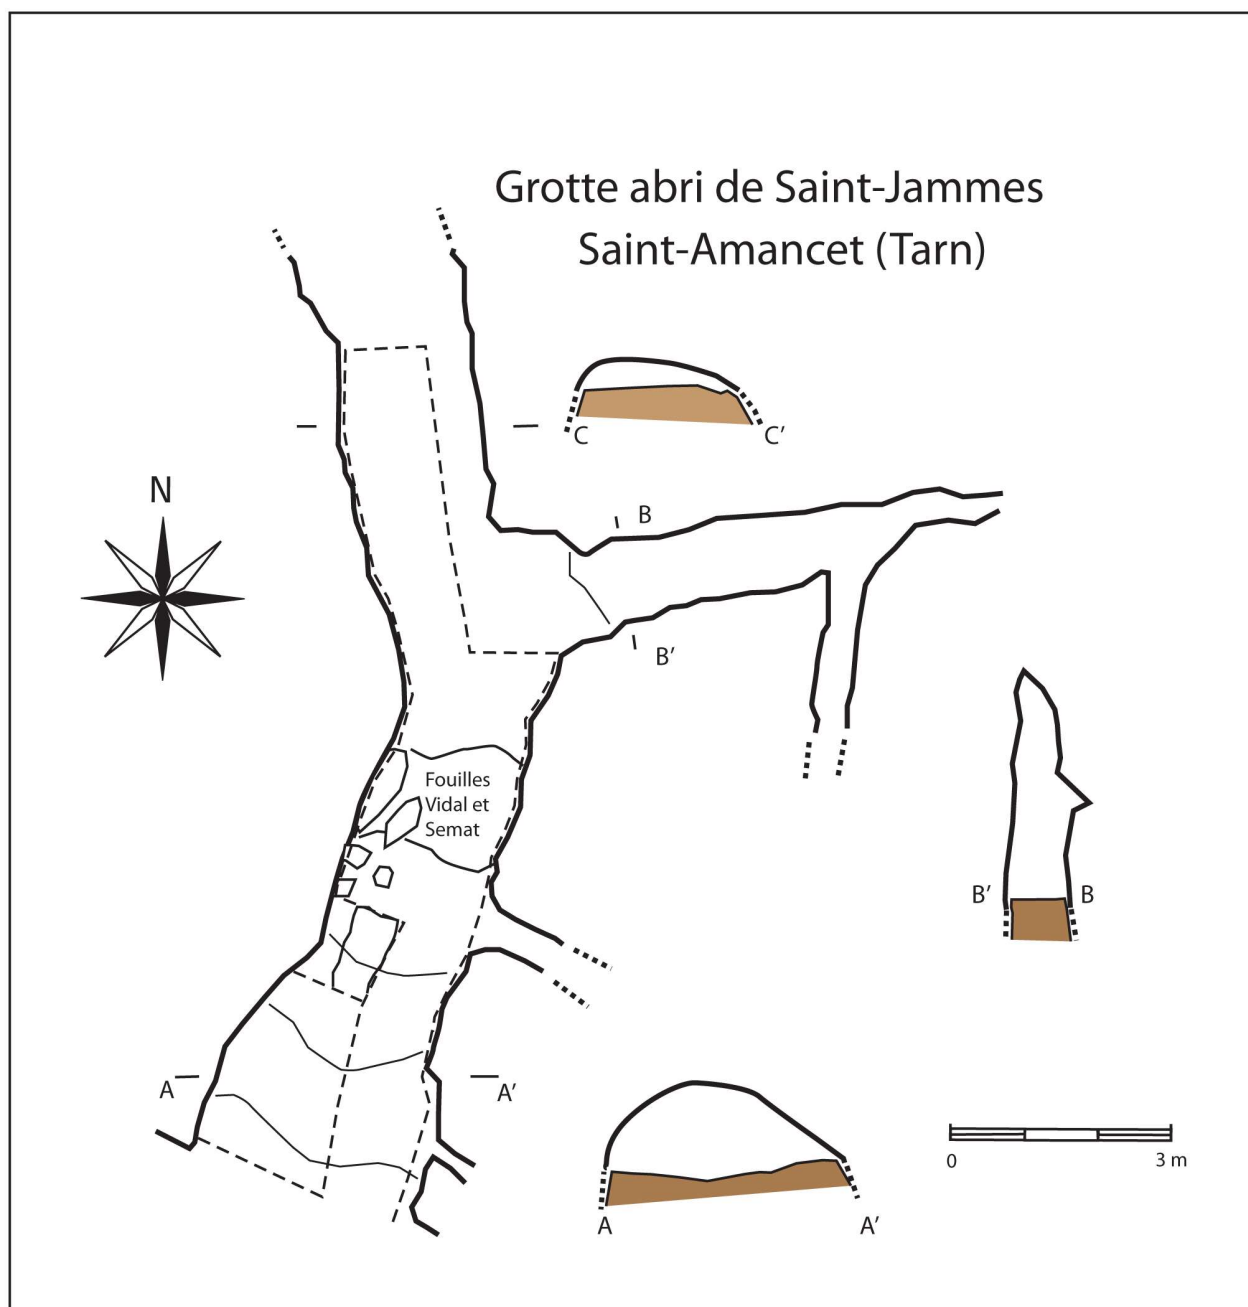 Grotte abri de Saint-Jammes
Saint-Amancet (Tarn)
C
C’
N
B
B’
Fouilles
Vidal et
Semat
B’
B
A
A’
0
3 m
A
A’